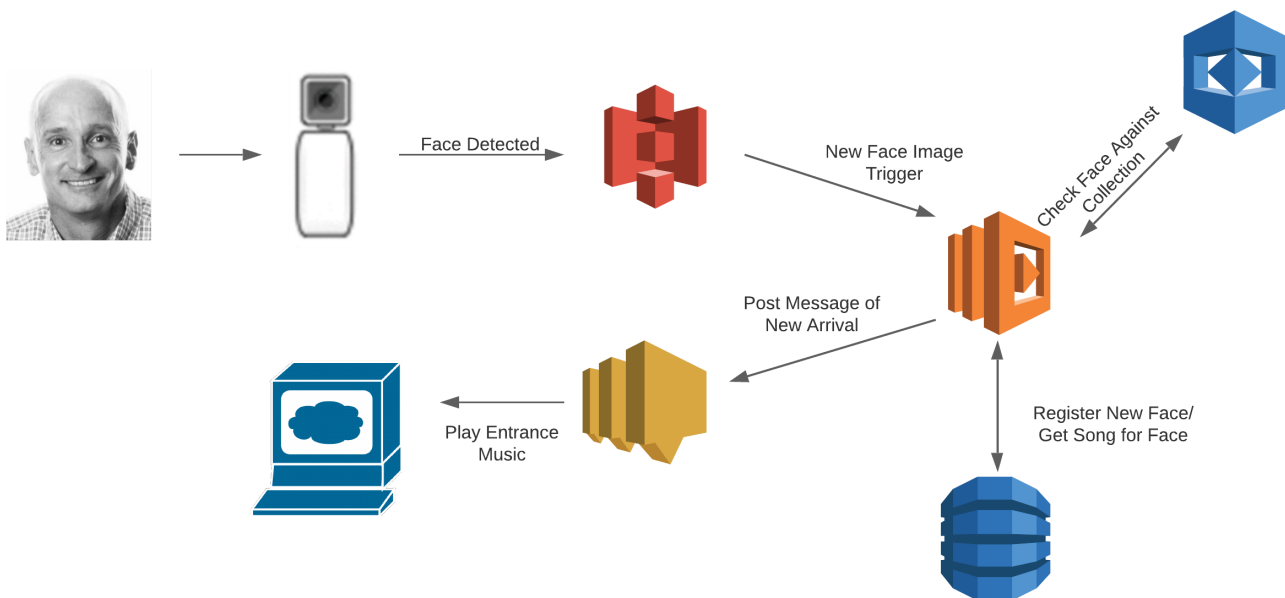 Face Detected
New Face Image
Trigger
Check Face Against
Collection
Post Message of
New Arrival
Play Entrance
Music
Register New Face/
Get Song for Face